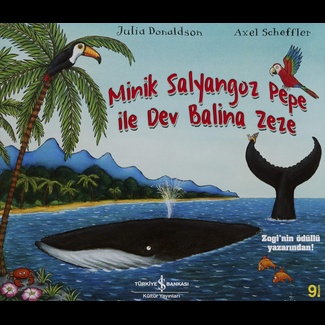 Julia Donaldson
Axel Scheffler
Minik Salyangoz Pepe
ile Dev Balina Zeze
Zogi'nin ödüllü
yazarından!
TÜRKİYE İŞ BANKASI
Kültür Yayınları